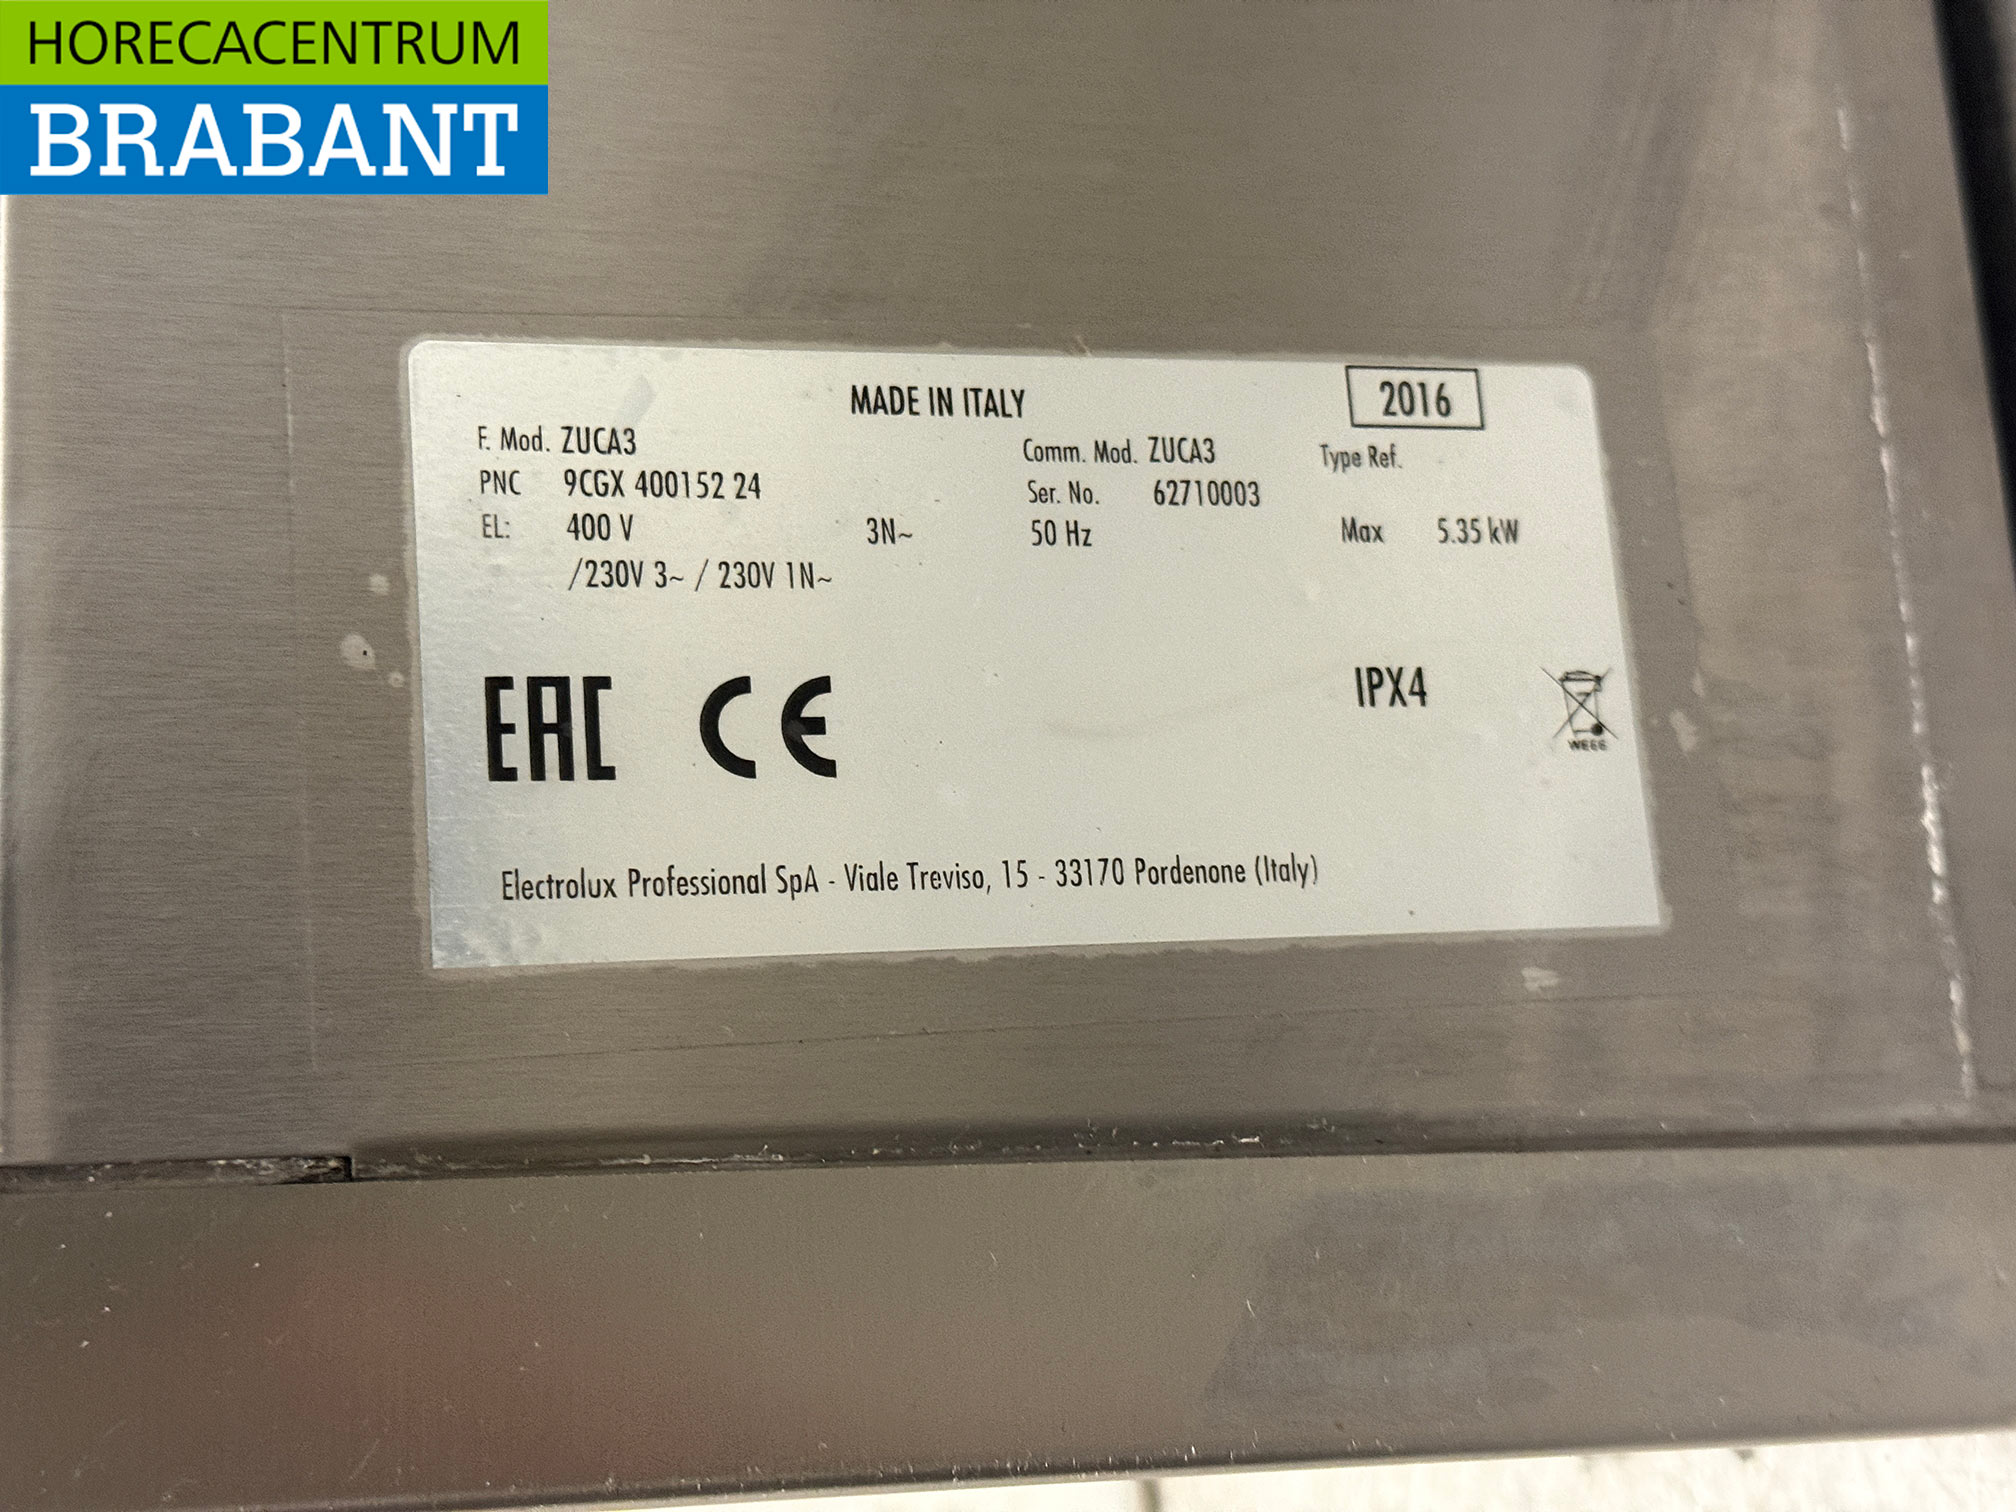 HORECACENTRUM
BRABANT
MADE IN ITALY
2016
F. Mod. ZUCA3
Comm. Mod. ZUCA3
Type Ref.
PNC 9CGX 400152 24
Ser. No. 62710003
EL: 400 V 3N~ 50 Hz Max 5.35 kW
/230V 3~ / 230V 1N~
EAC CE IPX4
WEEE
Electrolux Professional SpA - Viale Treviso, 15 - 33170 Pordenone (Italy)